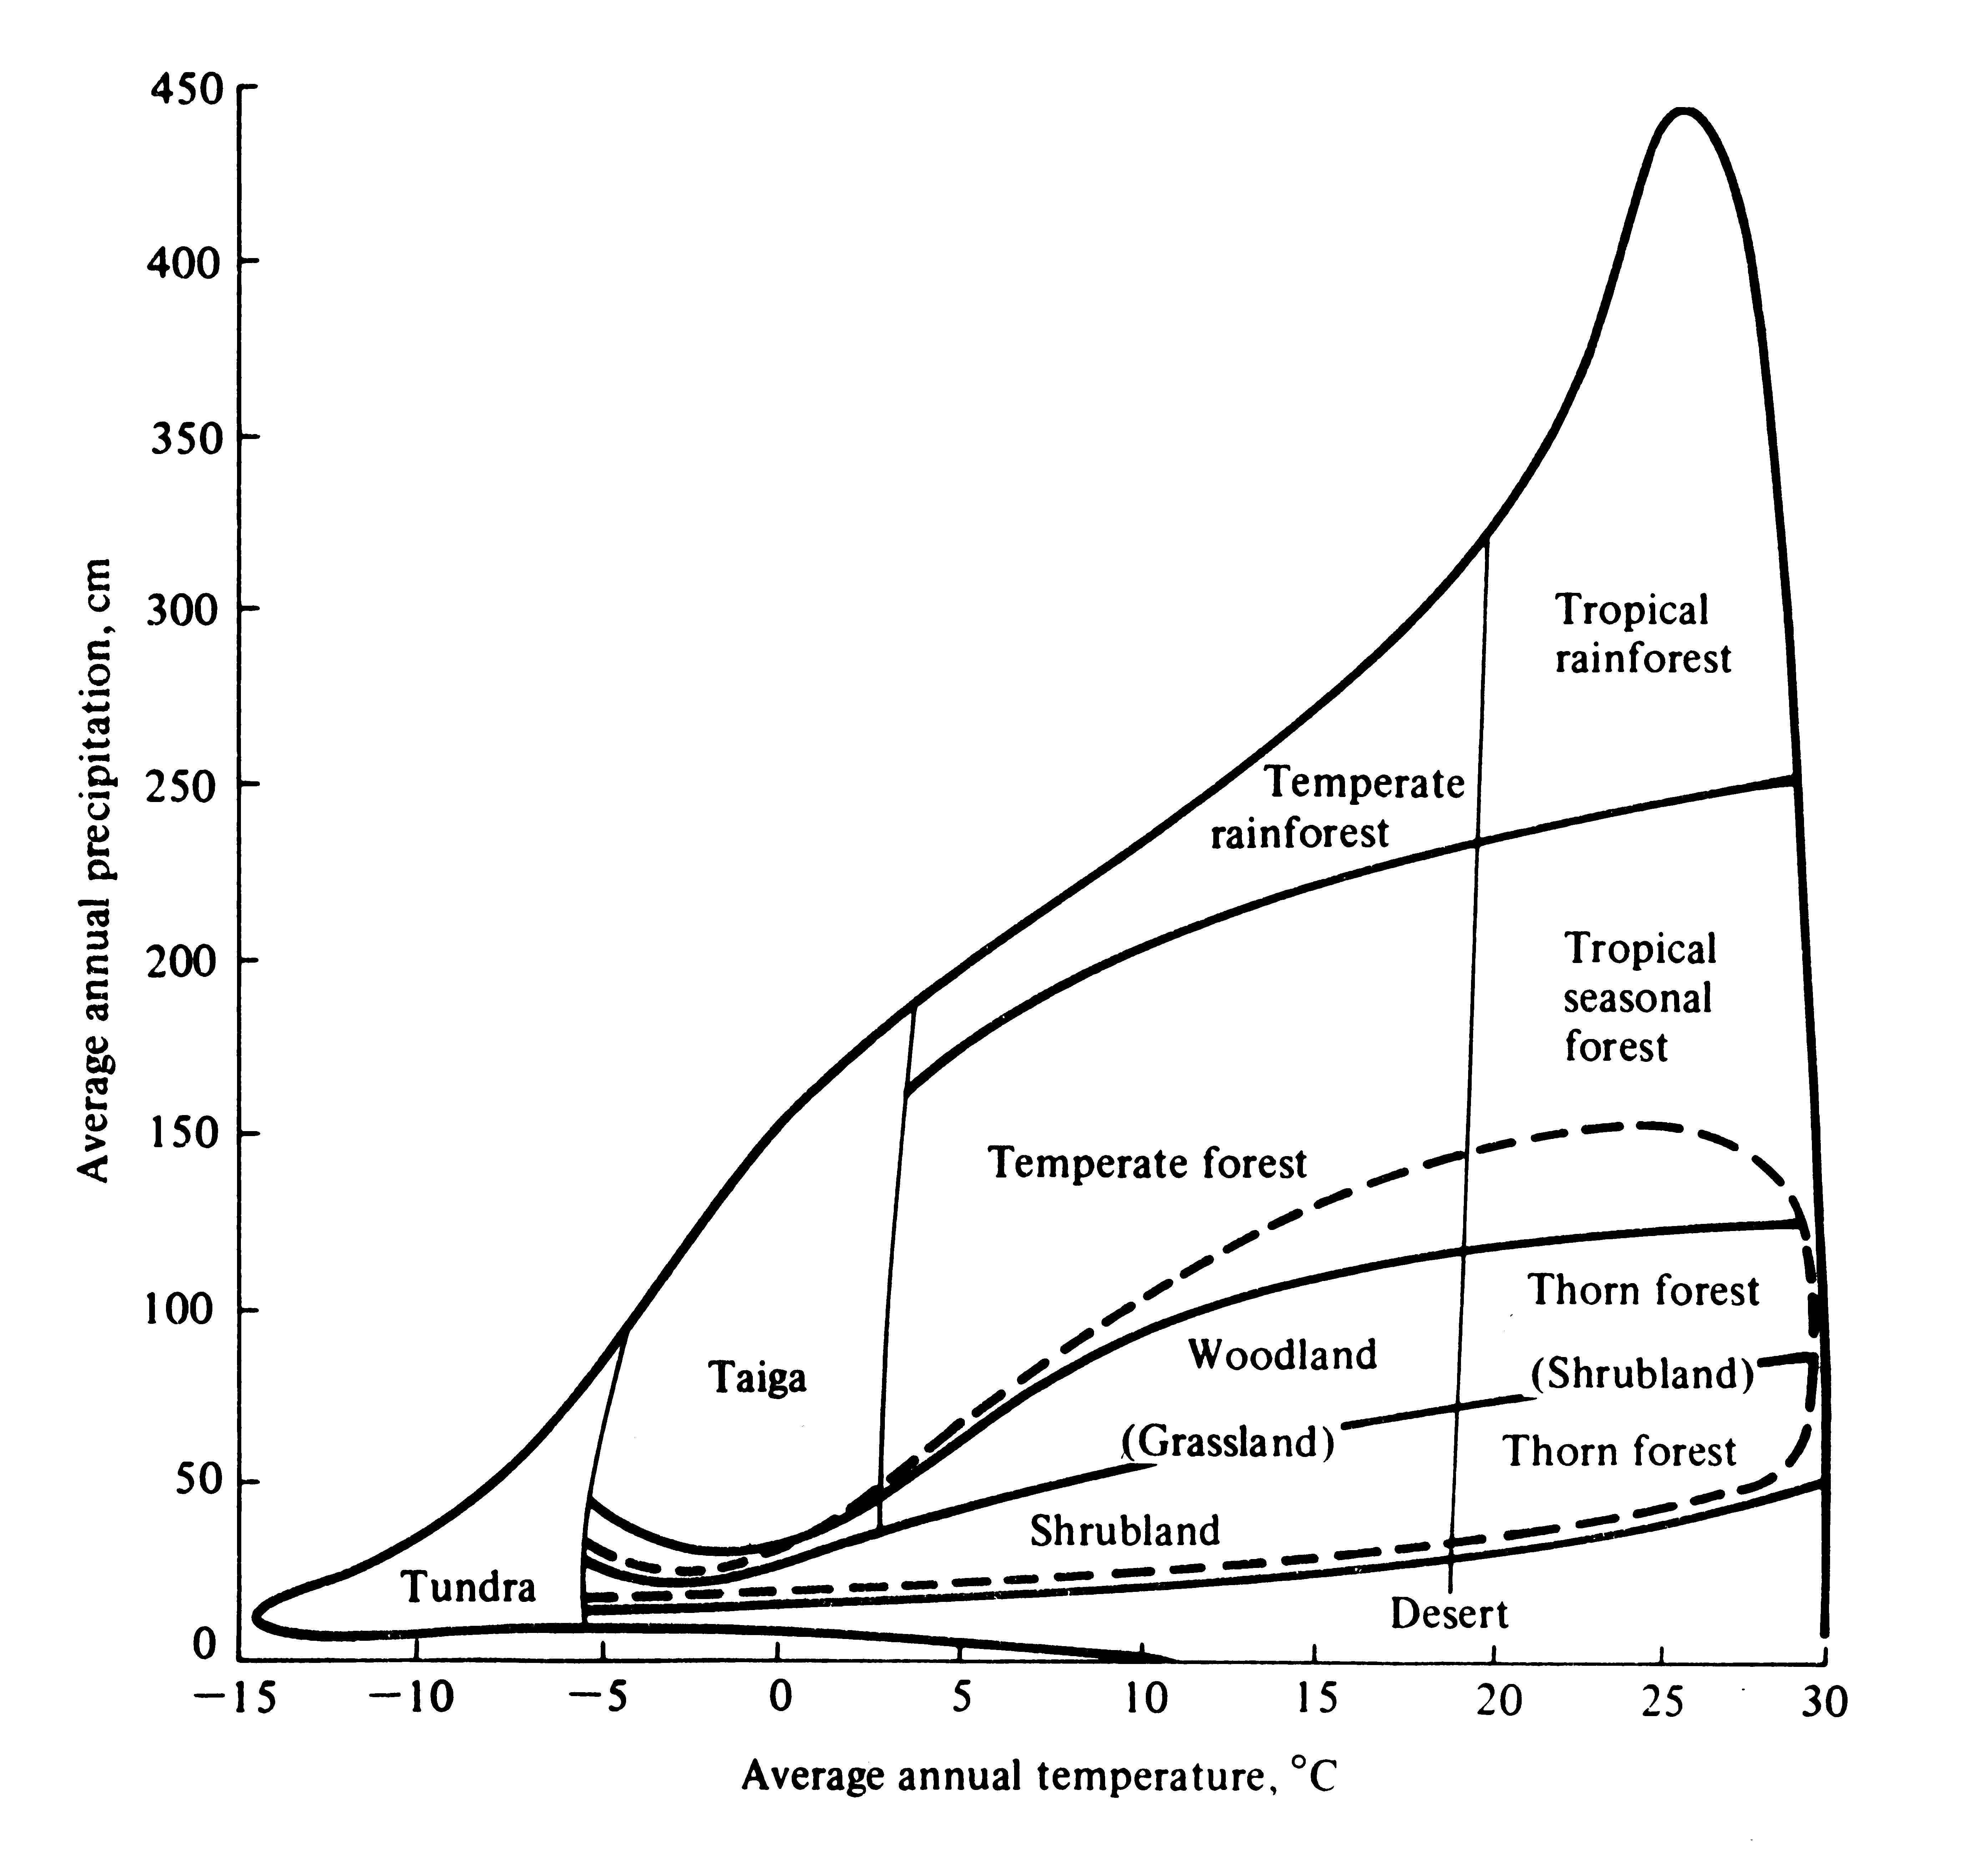 450
400
350
300
250
200
150
100
50
0
Average annual precipitation, cm
Tropical
rainforest
Temperate
rainforest
Tropical
seasonal
forest
Temperate forest
Thorn forest
Woodland
(Shrubland)
Taiga
(Grassland)
Thorn forest
Shrubland
Tundra
Desert
−15 −10 −5 0 5 10 15 20 25 30
Average annual temperature, °C